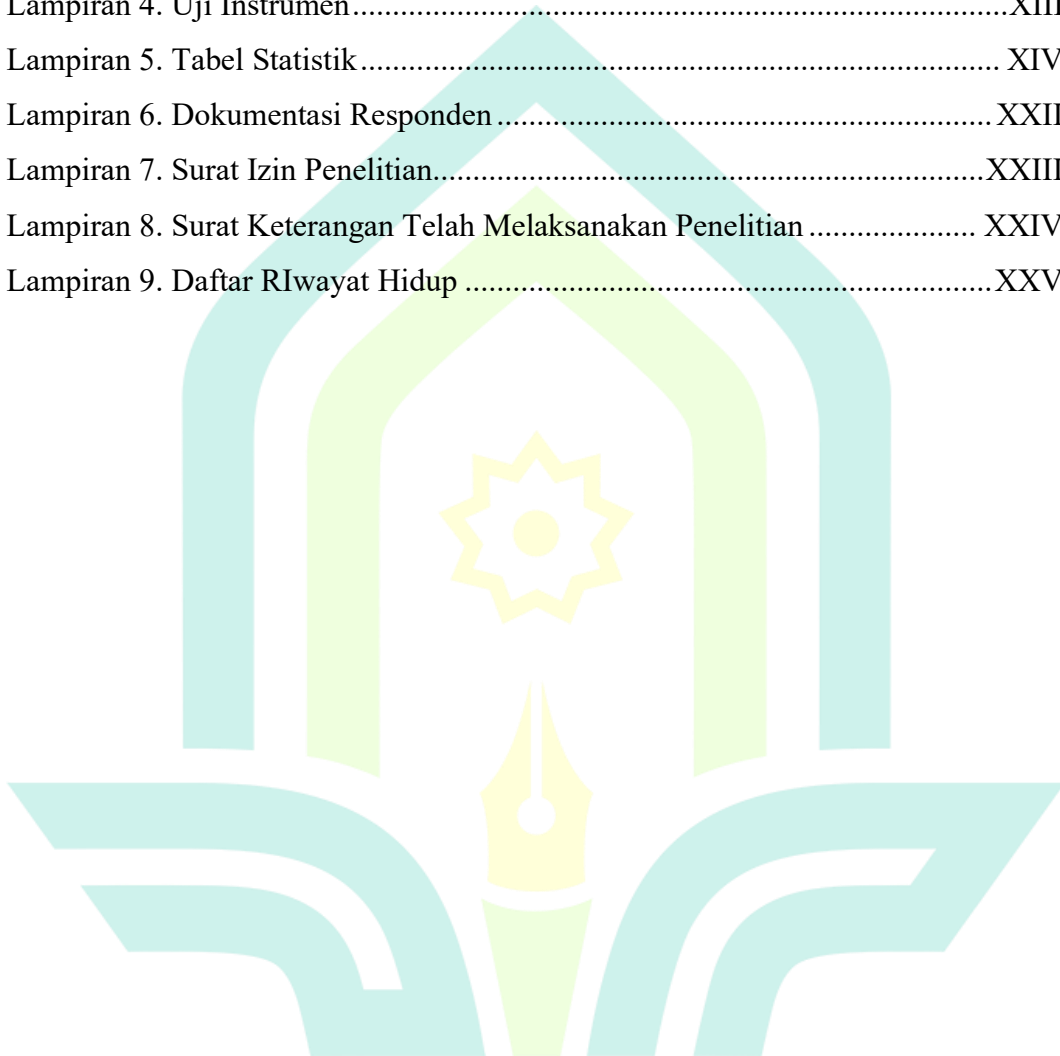 Lampiran 4. Uji Instrumen....................................................................................XIII
Lampiran 5. Tabel Statistik.................................................................................. XIV
Lampiran 6. Dokumentasi Responden ............................................................... XXII
Lampiran 7. Surat Izin Penelitian......................................................................XXIII
Lampiran 8. Surat Keterangan Telah Melaksanakan Penelitian ..................... XXIV
Lampiran 9. Daftar RIwayat Hidup ...................................................................XXV